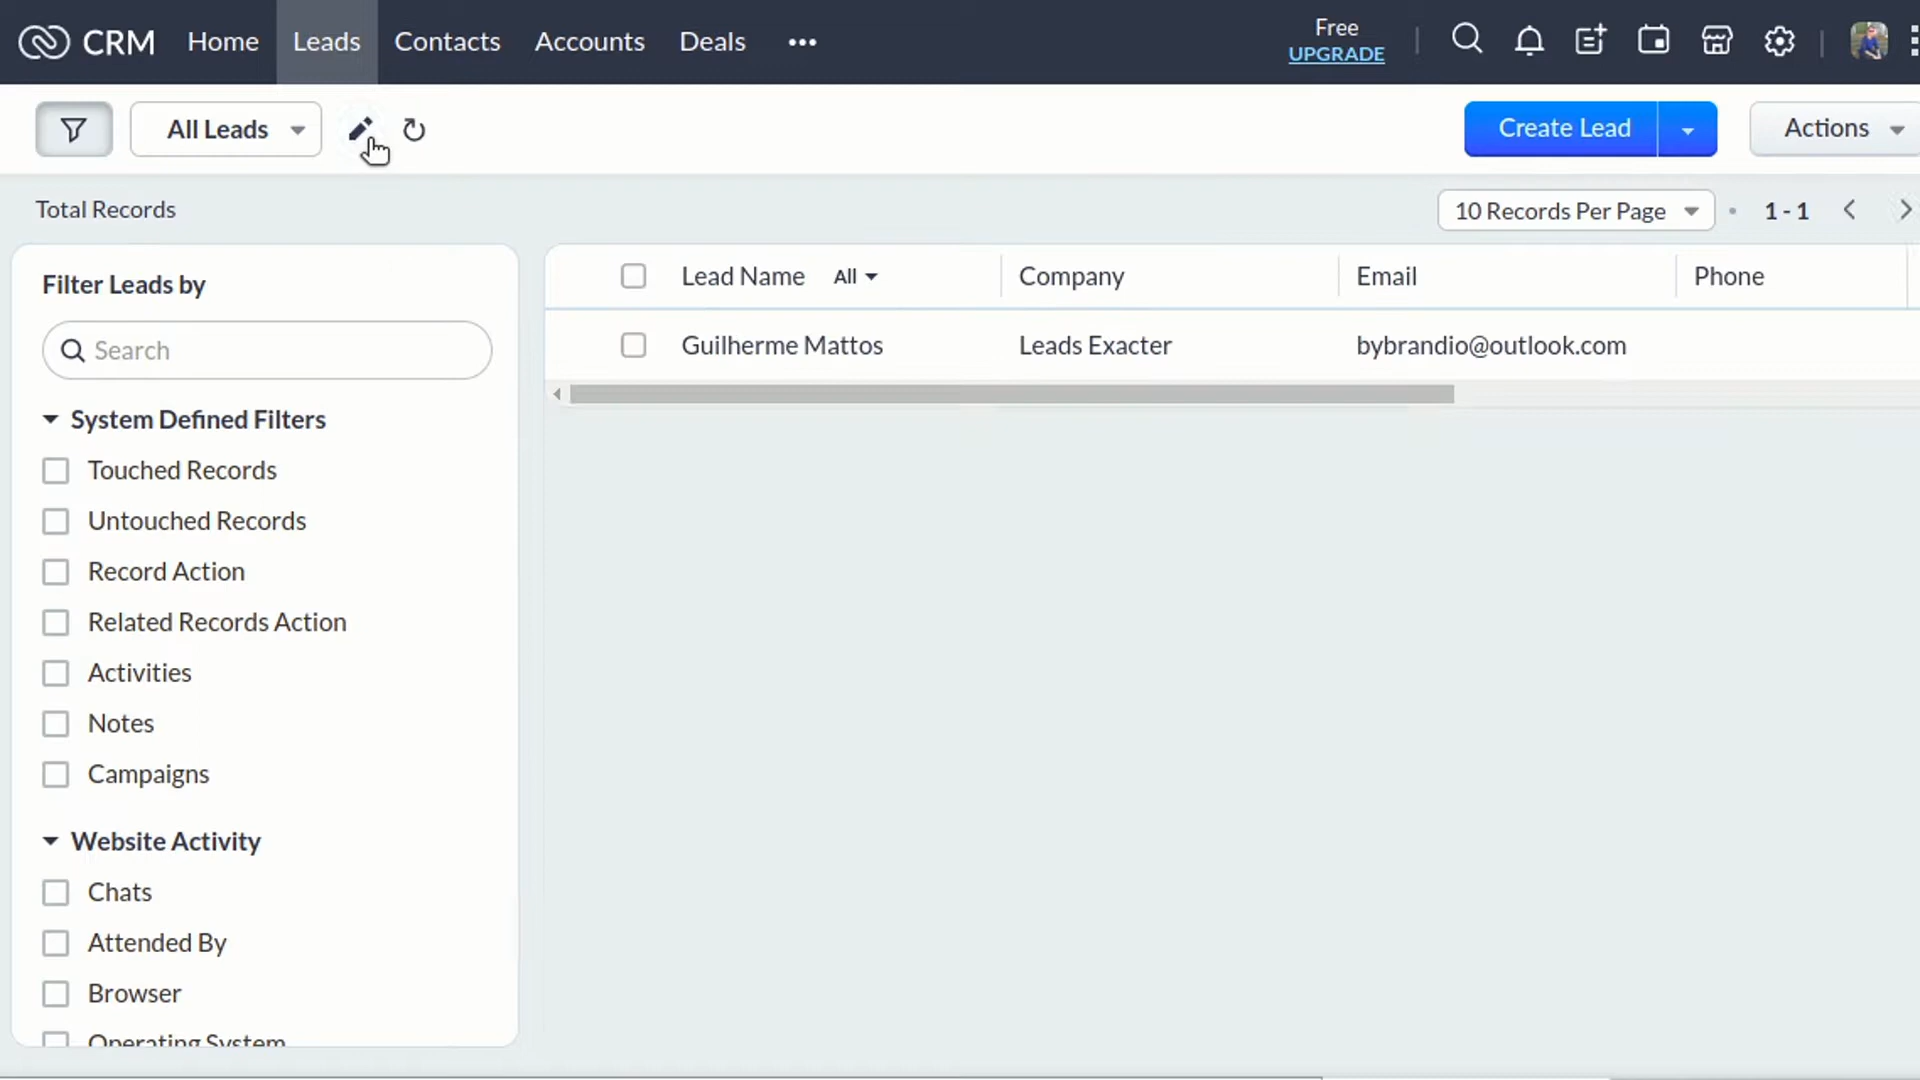 CRM Home Leads Contacts Accounts Deals ••• Free
UPGRADE
All Leads Create Lead Actions
Total Records 10 Records Per Page • 1 - 1
Filter Leads by
Search
System Defined Filters
Touched Records
Untouched Records
Record Action
Related Records Action
Activities
Notes
Campaigns
Website Activity
Chats
Attended By
Browser
Operating System
Lead Name All Company Email Phone
Guilherme Mattos Leads Exacter bybrandio@outlook.com